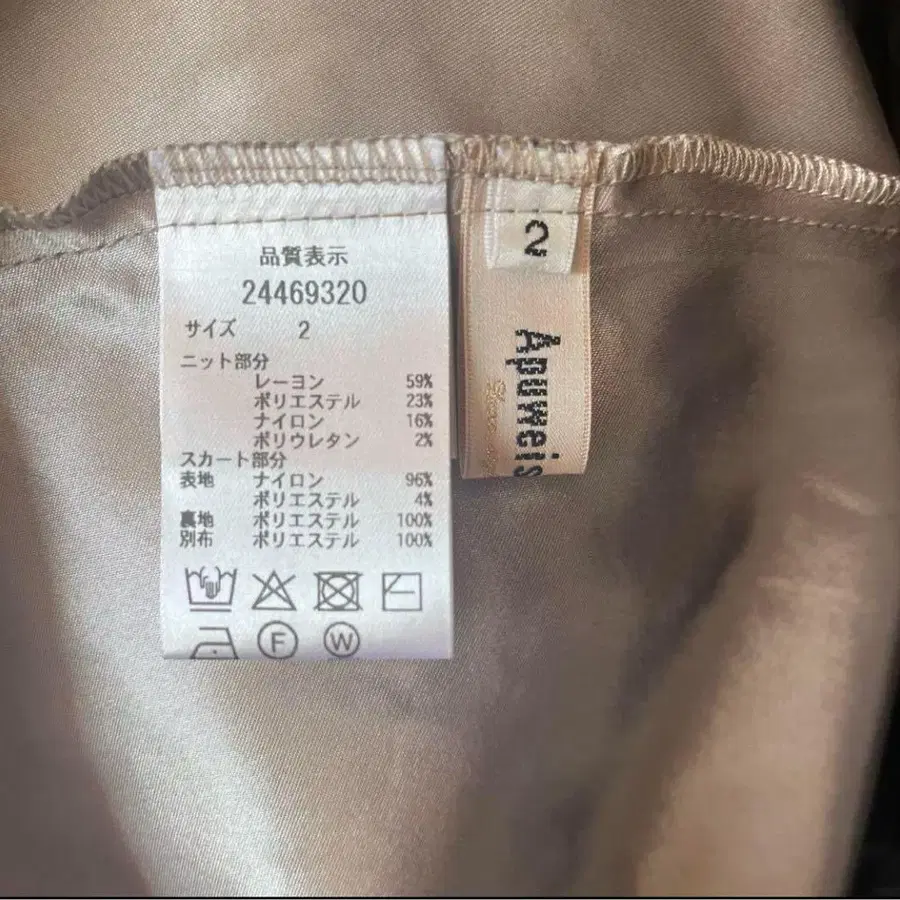 品質表示
24469320
サイズ 2
ニット部分
レーヨン 59%
ポリエステル 23%
ナイロン 16%
ポリウレタン 2%
スカート部分
表地 ナイロン 96%
ポリエステル 4%
裏地 ポリエステル 100%
別布 ポリエステル 100%
F W
2
Apuweis